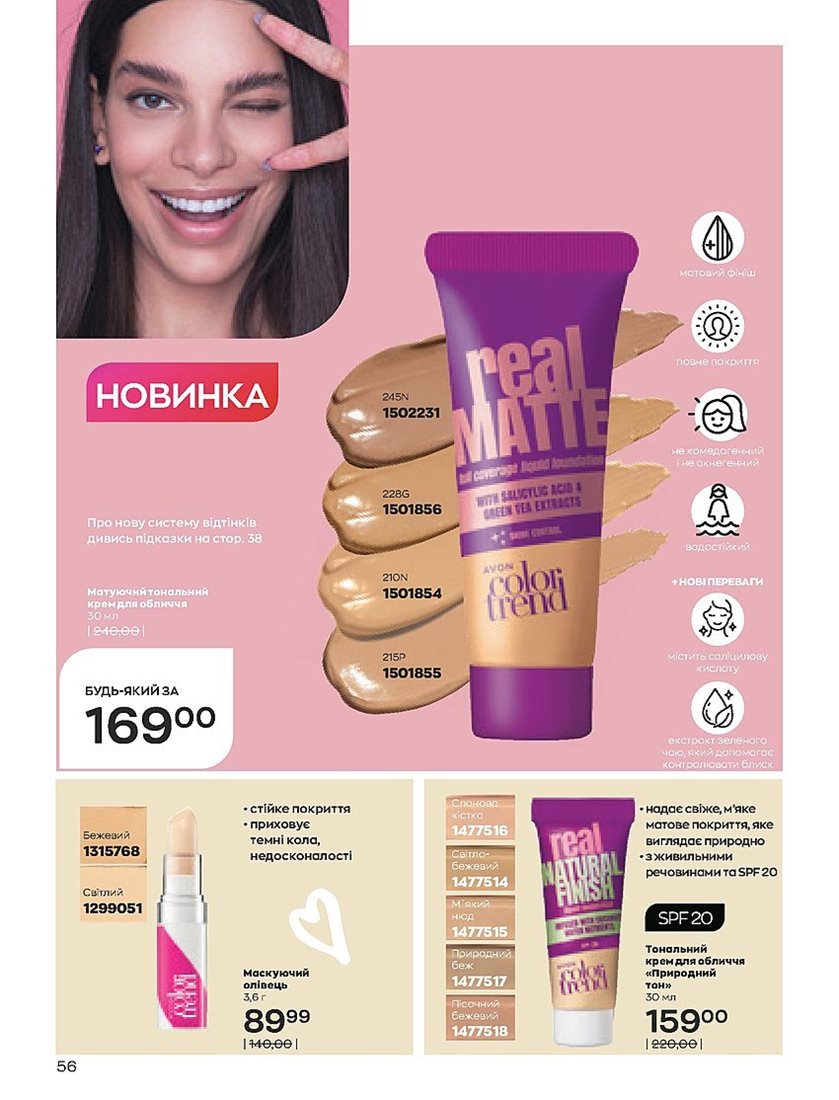 НОВИНКА
Про нову систему відтінків
дивись підказки на стор. 38
Матуючий тональний
крем для обличчя
30 мл
|240,00|
БУДЬ-ЯКИЙ ЗА
169⁰⁰
245N
1502231
228G
1501856
210N
1501854
215P
1501855
real
MATTE
full coverage liquid foundation
WITH SALICYLIC ACID &
GREEN TEA EXTRACTS
SHINE CONTROL
AVON
color
trend
матовий фініш
повне покриття
не комедогенний
і не акнегенний
водостійкий
+ НОВІ ПЕРЕВАГИ
містить саліцилову
кислоту
екстракт зеленого
чаю, який допомагає
контролювати блиск
Бежевий
1315768
Світлий
1299051
color
trend
• стійке покриття
• приховує
темні кола,
недосконалості
Маскуючий
олівець
3,6 г
89⁹⁹
|140,00|
Слонова
кістка
1477516
Світло-
бежевий
1477514
М`який
нюд
1477515
Природний
беж
1477517
Пісочний
бежевий
1477518
real
NATURAL
FINISH
AVON
color
trend
• надає свіже, м'яке
матове покриття, яке
виглядає природно
• з живильними
речовинами та SPF 20
SPF 20
Тональний
крем для обличчя
«Природний
тон»
30 мл
159⁰⁰
|220,00|
56